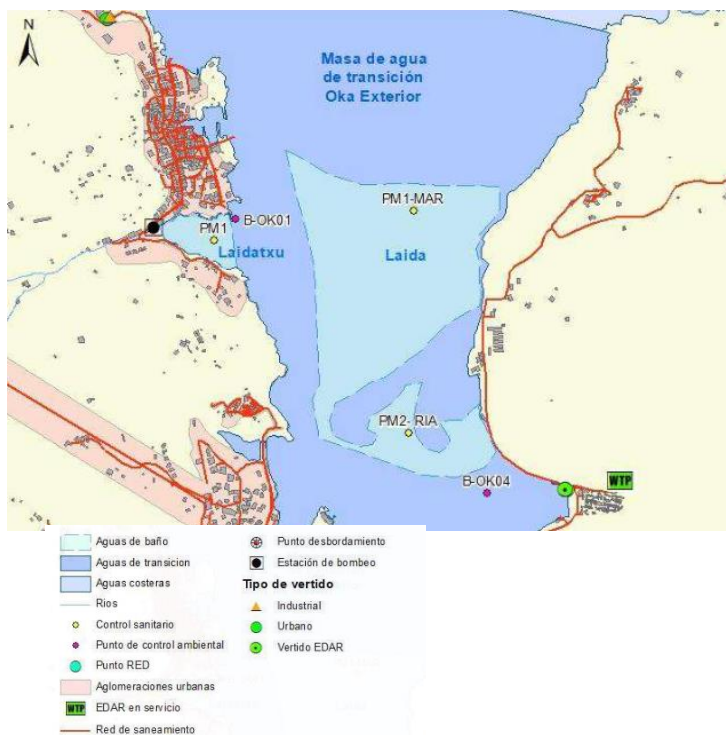 N
Masa de agua
de transición
Oka Exterior
PM1-MAR
B-OK01
PM1
Laidatxu
Laida
PM2- RIA
B-OK04
WTP
Aguas de baño
Aguas de transicion
Aguas costeras
Rios
Control sanitario
Punto de control ambiental
Punto RED
Aglomeraciones urbanas
WTP EDAR en servicio
Red de saneamiento
Punto desbordamiento
Estación de bombeo
Tipo de vertido
Industrial
Urbano
Vertido EDAR